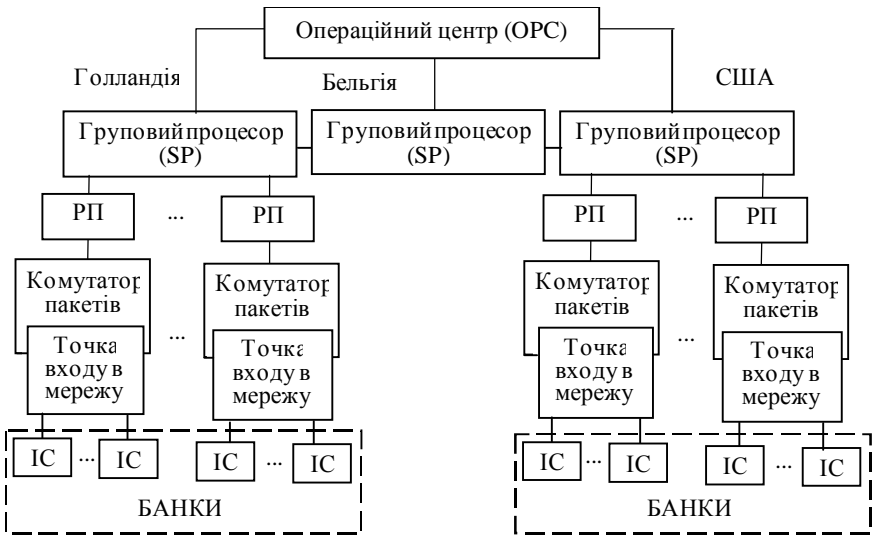 Операційний центр (ОРС)
Голландія
Бельгія
США
Груповий процесор
(SP)
Груповий процесор
(SP)
Груповий процесор
(SP)
РП
...
РП
РП
...
РП
Комутатор
пакетів
Комутатор
пакетів
Комутатор
пакетів
Комутатор
пакетів
Точка
входу в
мережу
...
Точка
входу в
мережу
Точка
входу в
мережу
...
Точка
входу в
мережу
ІС ... ІС
ІС ... ІС
ІС ... ІС
ІС ... ІС
БАНКИ
БАНКИ